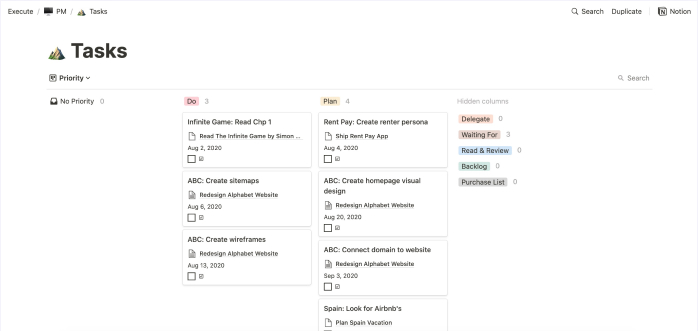 Execute / PM / Tasks
Search Duplicate Notion
Tasks
Priority
Search
No Priority 0
Do 3
Infinite Game: Read Chp 1
Read The Infinite Game by Simon ...
Aug 2, 2020
ABC: Create sitemaps
Redesign Alphabet Website
Aug 6, 2020
ABC: Create wireframes
Redesign Alphabet Website
Aug 13, 2020
Plan 4
Rent Pay: Create renter persona
Ship Rent Pay App
Aug 4, 2020
ABC: Create homepage visual
design
Redesign Alphabet Website
Aug 20, 2020
ABC: Connect domain to website
Redesign Alphabet Website
Sep 3, 2020
Spain: Look for Airbnb's
Plan Spain Vacation
Hidden columns
Delegate 0
Waiting For 3
Read & Review 0
Backlog 0
Purchase List 0